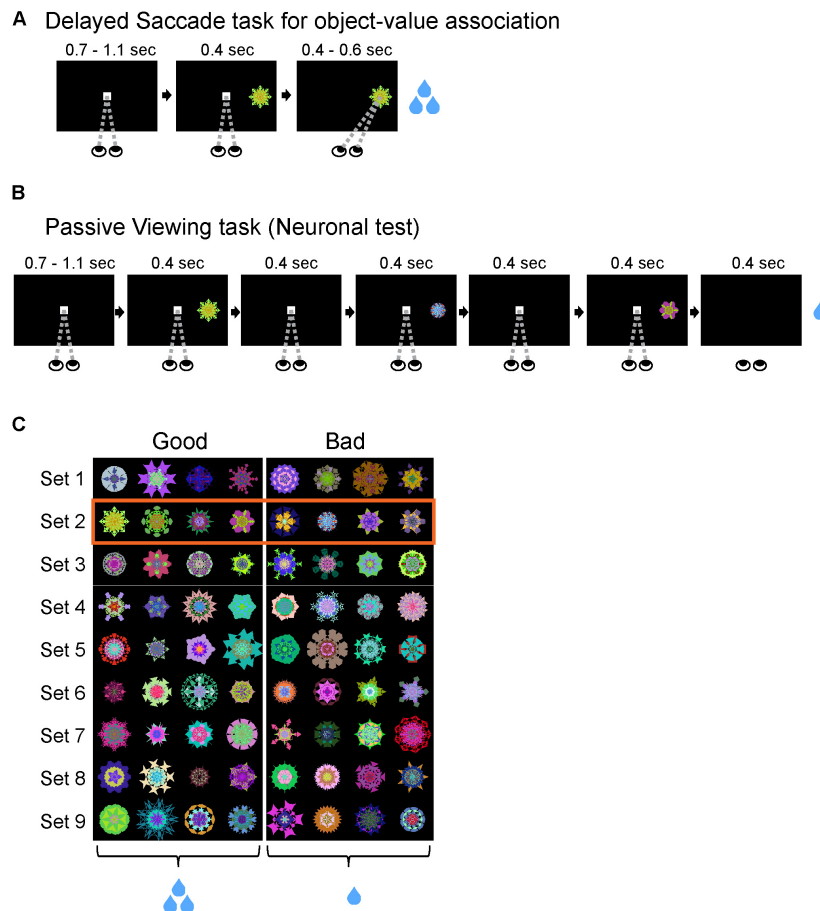 A Delayed Saccade task for object-value association
0.7 - 1.1 sec 0.4 sec 0.4 - 0.6 sec
B
Passive Viewing task (Neuronal test)
0.7 - 1.1 sec 0.4 sec 0.4 sec 0.4 sec 0.4 sec 0.4 sec 0.4 sec
C
Good Bad
Set 1
Set 2
Set 3
Set 4
Set 5
Set 6
Set 7
Set 8
Set 9